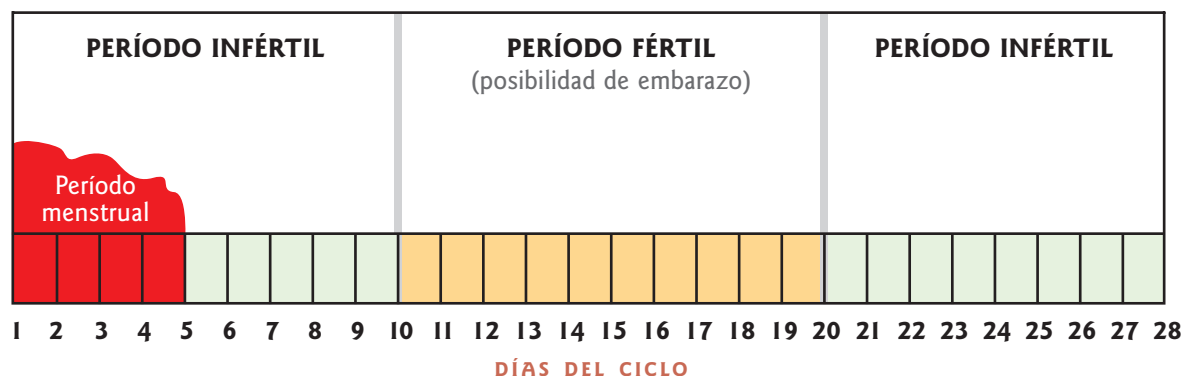 PERÍODO INFÉRTIL
PERÍODO FÉRTIL
(posibilidad de embarazo)
PERÍODO INFÉRTIL
Período
menstrual
1 2 3 4 5 6 7 8 9 10 11 12 13 14 15 16 17 18 19 20 21 22 23 24 25 26 27 28
DÍAS DEL CICLO